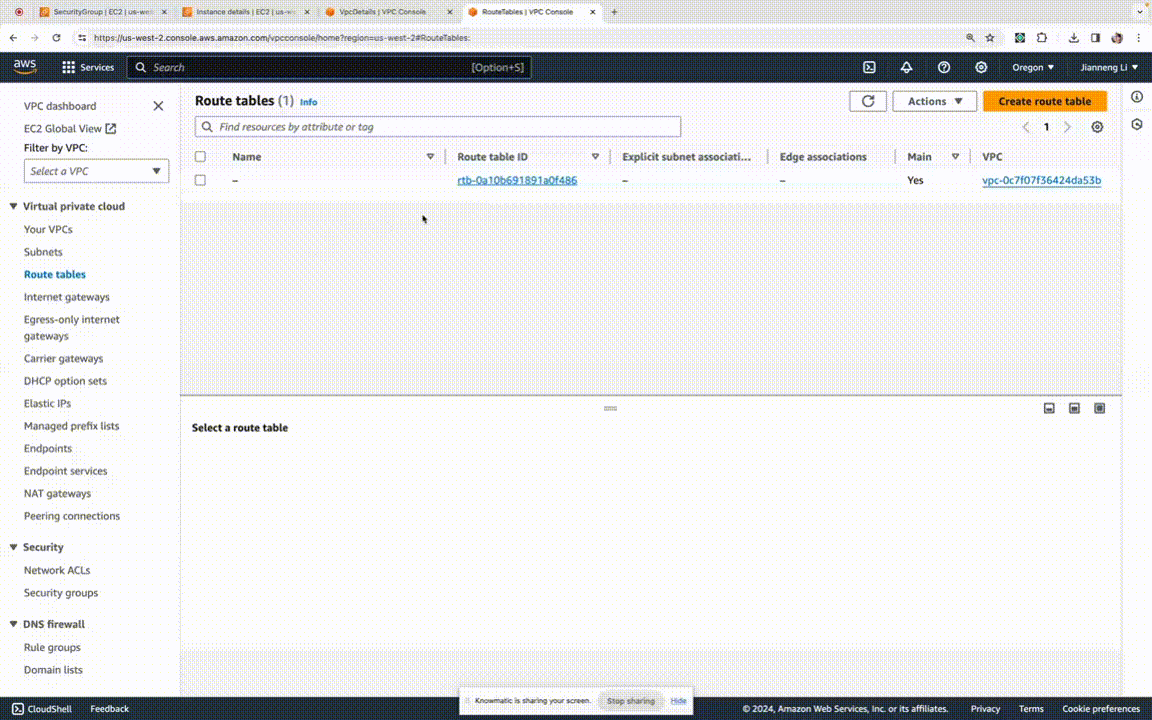 SecurityGroup | EC2 | us-we
Instance details | EC2 | us-w
VpcDetails | VPC Console
RouteTables | VPC Console
https://us-west-2.console.aws.amazon.com/vpcconsole/home?region=us-west-2#RouteTables:
aws
Services
Search
[Option+S]
Oregon
Jianneng Li
VPC dashboard
EC2 Global View
Filter by VPC:
Select a VPC
Virtual private cloud
Your VPCs
Subnets
Route tables
Internet gateways
Egress-only internet
gateways
Carrier gateways
DHCP option sets
Elastic IPs
Managed prefix lists
Endpoints
Endpoint services
NAT gateways
Peering connections
Security
Network ACLs
Security groups
DNS firewall
Rule groups
Domain lists
Route tables (1) Info
Actions
Create route table
Find resources by attribute or tag
1
Name
Route table ID
Explicit subnet associati...
Edge associations
Main
VPC
–
rtb-0a10b691891a0f486
–
–
Yes
vpc-0c7f07f36424da53b
Select a route table
Knowmatic is sharing your screen.
Stop sharing
Hide
CloudShell
Feedback
© 2024, Amazon Web Services, Inc. or its affiliates.
Privacy
Terms
Cookie preferences